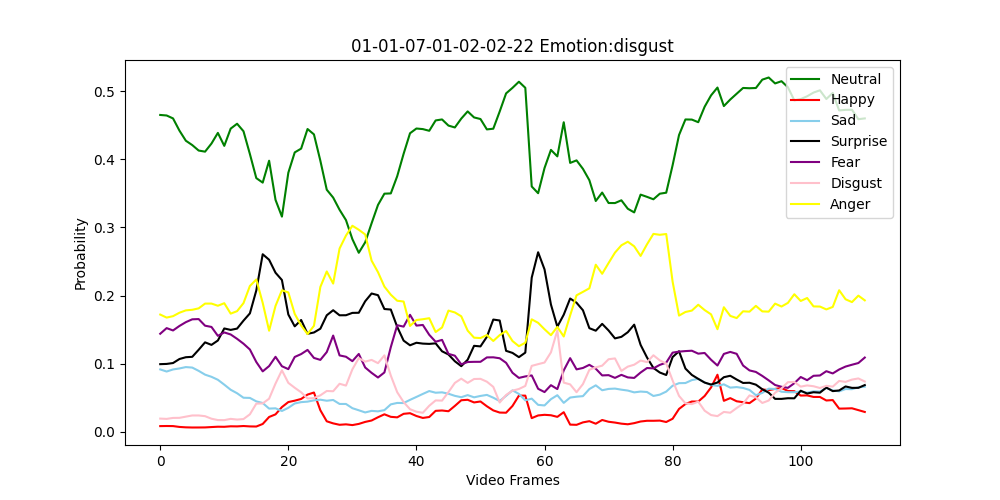 01-01-07-01-02-02-22 Emotion:disgust
Probability
0.5
0.4
0.3
0.2
0.1
0.0
0
20
40
60
80
100
Video Frames
Neutral
Happy
Sad
Surprise
Fear
Disgust
Anger